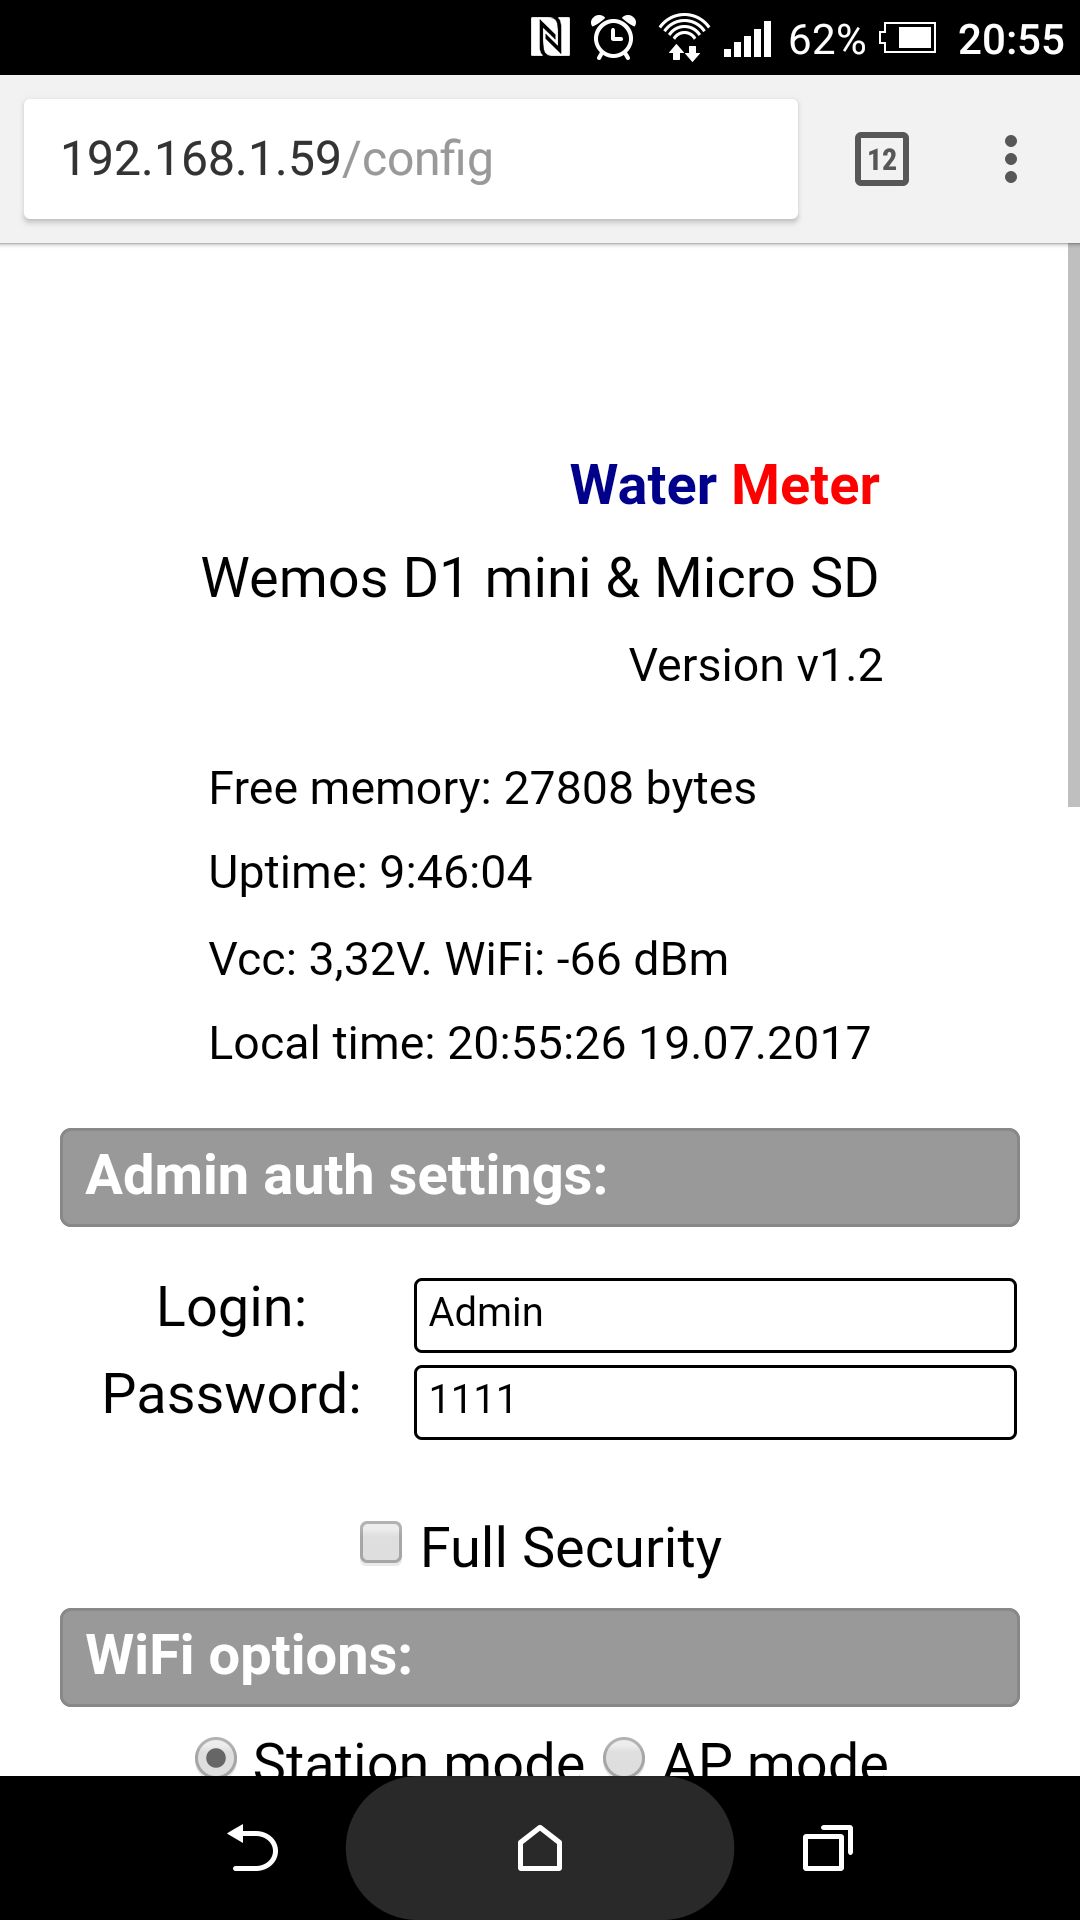 62% 20:55
192.168.1.59/config 12
Water Meter
Wemos D1 mini & Micro SD
Version v1.2
Free memory: 27808 bytes
Uptime: 9:46:04
Vcc: 3,32V. WiFi: -66 dBm
Local time: 20:55:26 19.07.2017
Admin auth settings:
Login: Admin
Password: 1111
Full Security
WiFi options:
Station mode AP mode